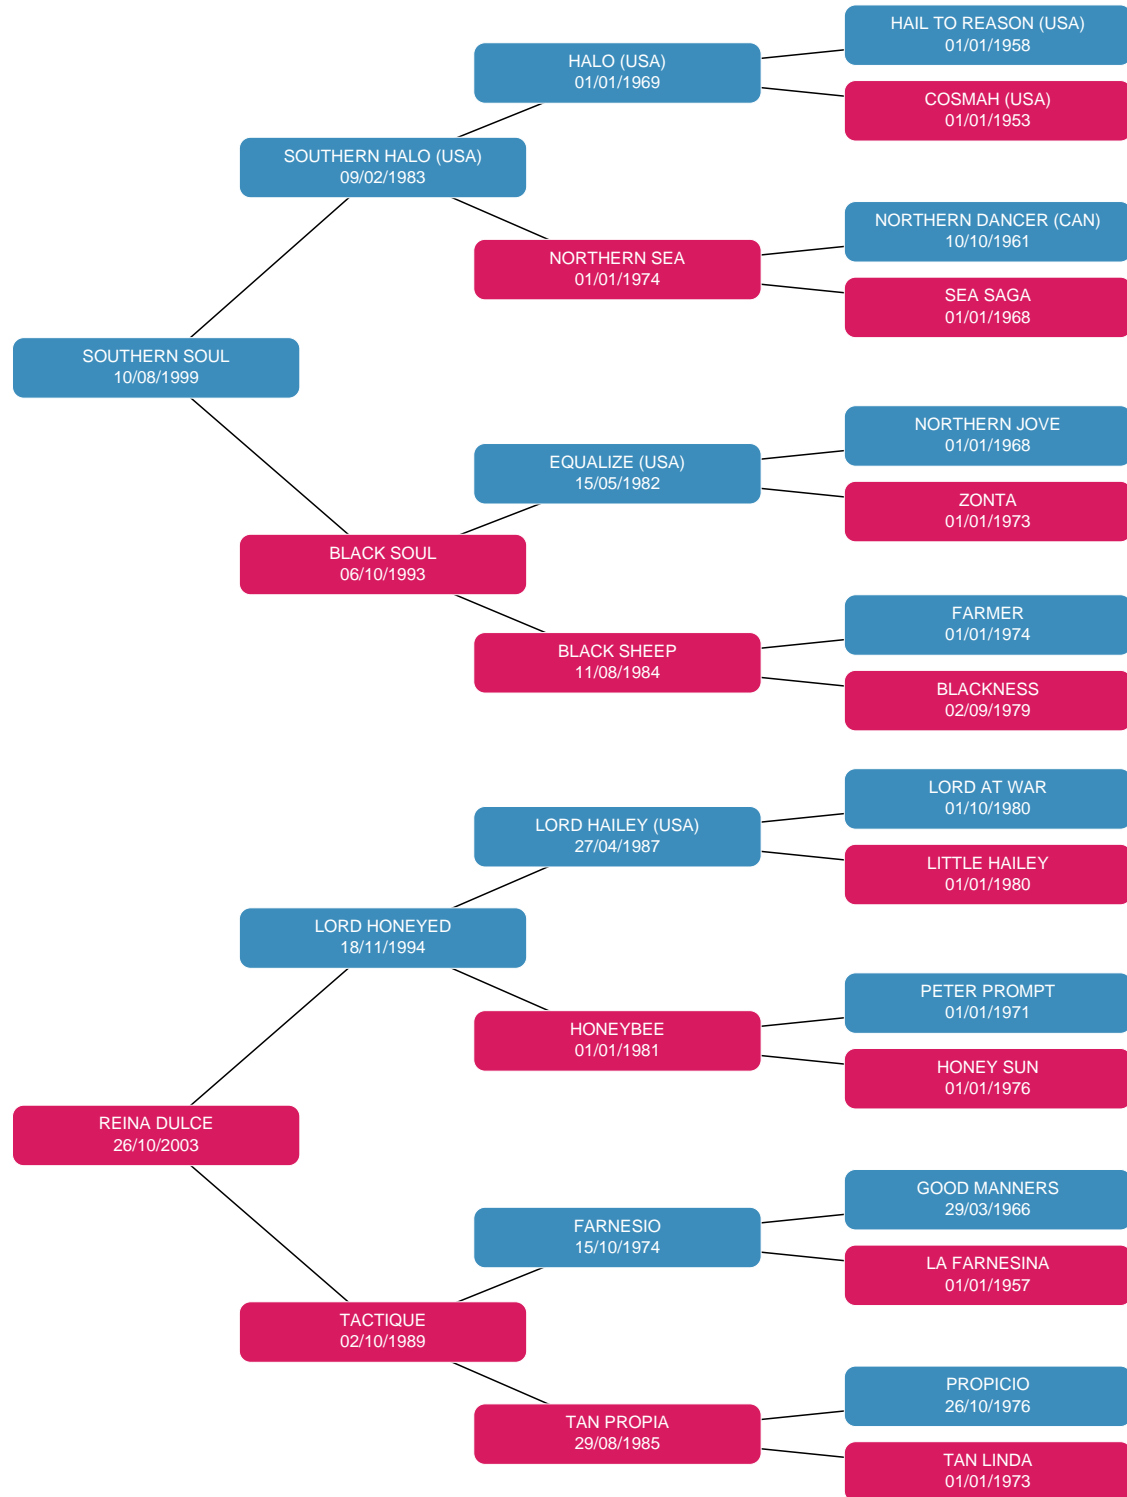 HAIL TO REASON (USA)
01/01/1958
HALO (USA)
01/01/1969
COSMAH (USA)
01/01/1953
SOUTHERN HALO (USA)
09/02/1983
NORTHERN DANCER (CAN)
10/10/1961
NORTHERN SEA
01/01/1974
SEA SAGA
01/01/1968
SOUTHERN SOUL
10/08/1999
NORTHERN JOVE
01/01/1968
EQUALIZE (USA)
15/05/1982
ZONTA
01/01/1973
BLACK SOUL
06/10/1993
FARMER
01/01/1974
BLACK SHEEP
11/08/1984
BLACKNESS
02/09/1979
LORD AT WAR
01/10/1980
LORD HAILEY (USA)
27/04/1987
LITTLE HAILEY
01/01/1980
LORD HONEYED
18/11/1994
PETER PROMPT
01/01/1971
HONEYBEE
01/01/1981
HONEY SUN
01/01/1976
REINA DULCE
26/10/2003
GOOD MANNERS
29/03/1966
FARNESIO
15/10/1974
LA FARNESINA
01/01/1957
TACTIQUE
02/10/1989
PROPICIO
26/10/1976
TAN PROPIA
29/08/1985
TAN LINDA
01/01/1973